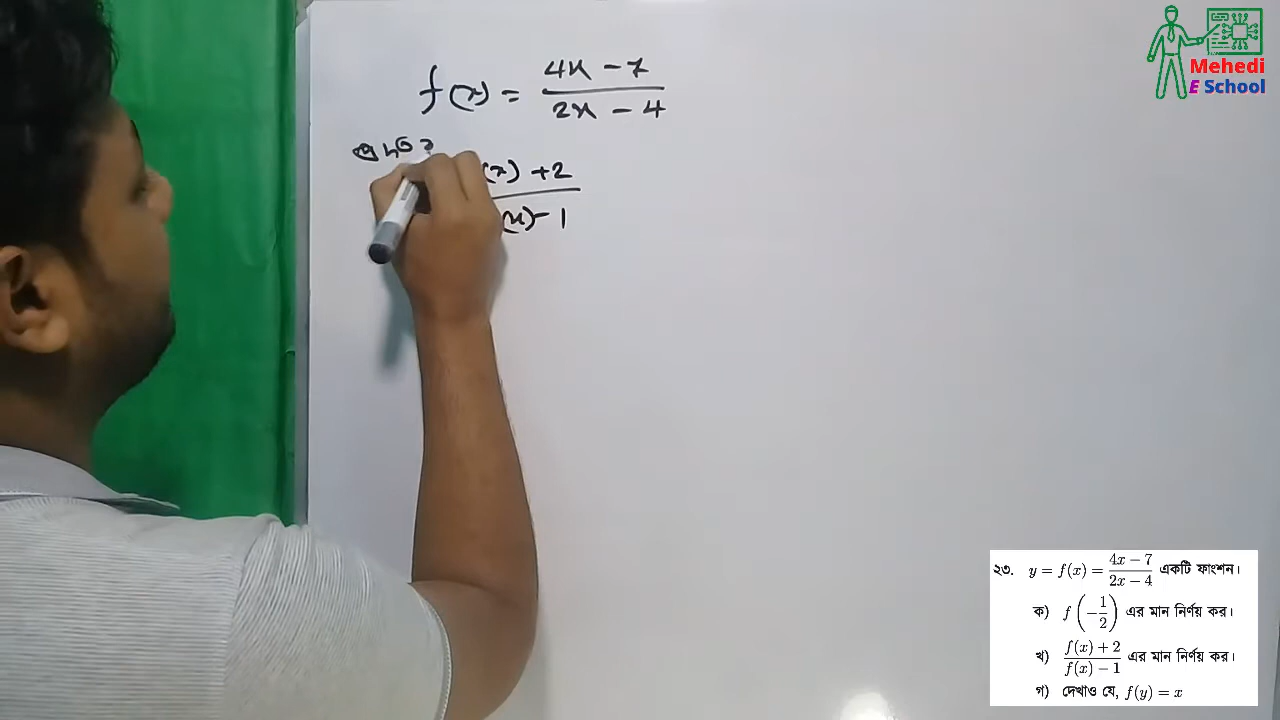 f(x) = 4x - 7 / 2x - 4
(x) + 2 / (x) - 1
Mehedi
E School
২৩. y = f(x) = 4x - 7 / 2x - 4 একটি ফাংশন।
ক) f(-1/2) এর মান নির্ণয় কর।
খ) f(x) + 2 / f(x) - 1 এর মান নির্ণয় কর।
গ) দেখাও যে, f(y) = x